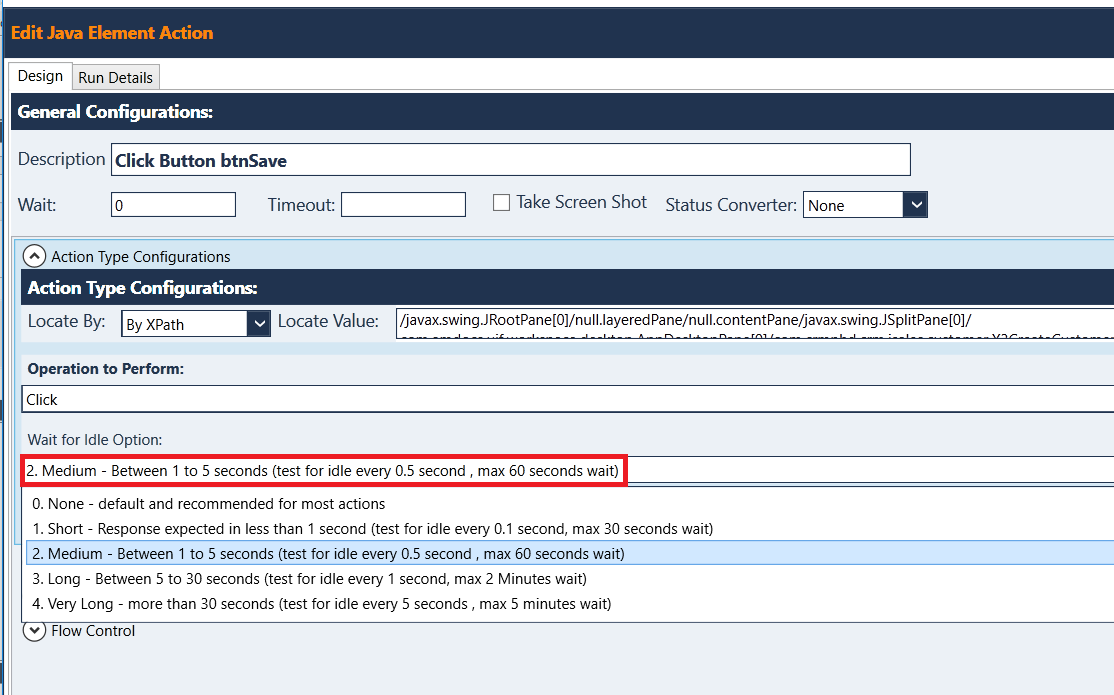 Edit Java Element Action
Design Run Details
General Configurations:
Description Click Button btnSave
Wait: 0 Timeout: Take Screen Shot Status Converter: None
Action Type Configurations
Action Type Configurations:
Locate By: By XPath Locate Value: /javax.swing.JRootPane[0]/null.layeredPane/null.contentPane/javax.swing.JSplitPane[0]/
Operation to Perform:
Click
Wait for Idle Option:
2. Medium - Between 1 to 5 seconds (test for idle every 0.5 second , max 60 seconds wait)
0. None - default and recommended for most actions
1. Short - Response expected in less than 1 second (test for idle every 0.1 second, max 30 seconds wait)
2. Medium - Between 1 to 5 seconds (test for idle every 0.5 second , max 60 seconds wait)
3. Long - Between 5 to 30 seconds (test for idle every 1 second, max 2 Minutes wait)
4. Very Long - more than 30 seconds (test for idle every 5 seconds , max 5 minutes wait)
Flow Control